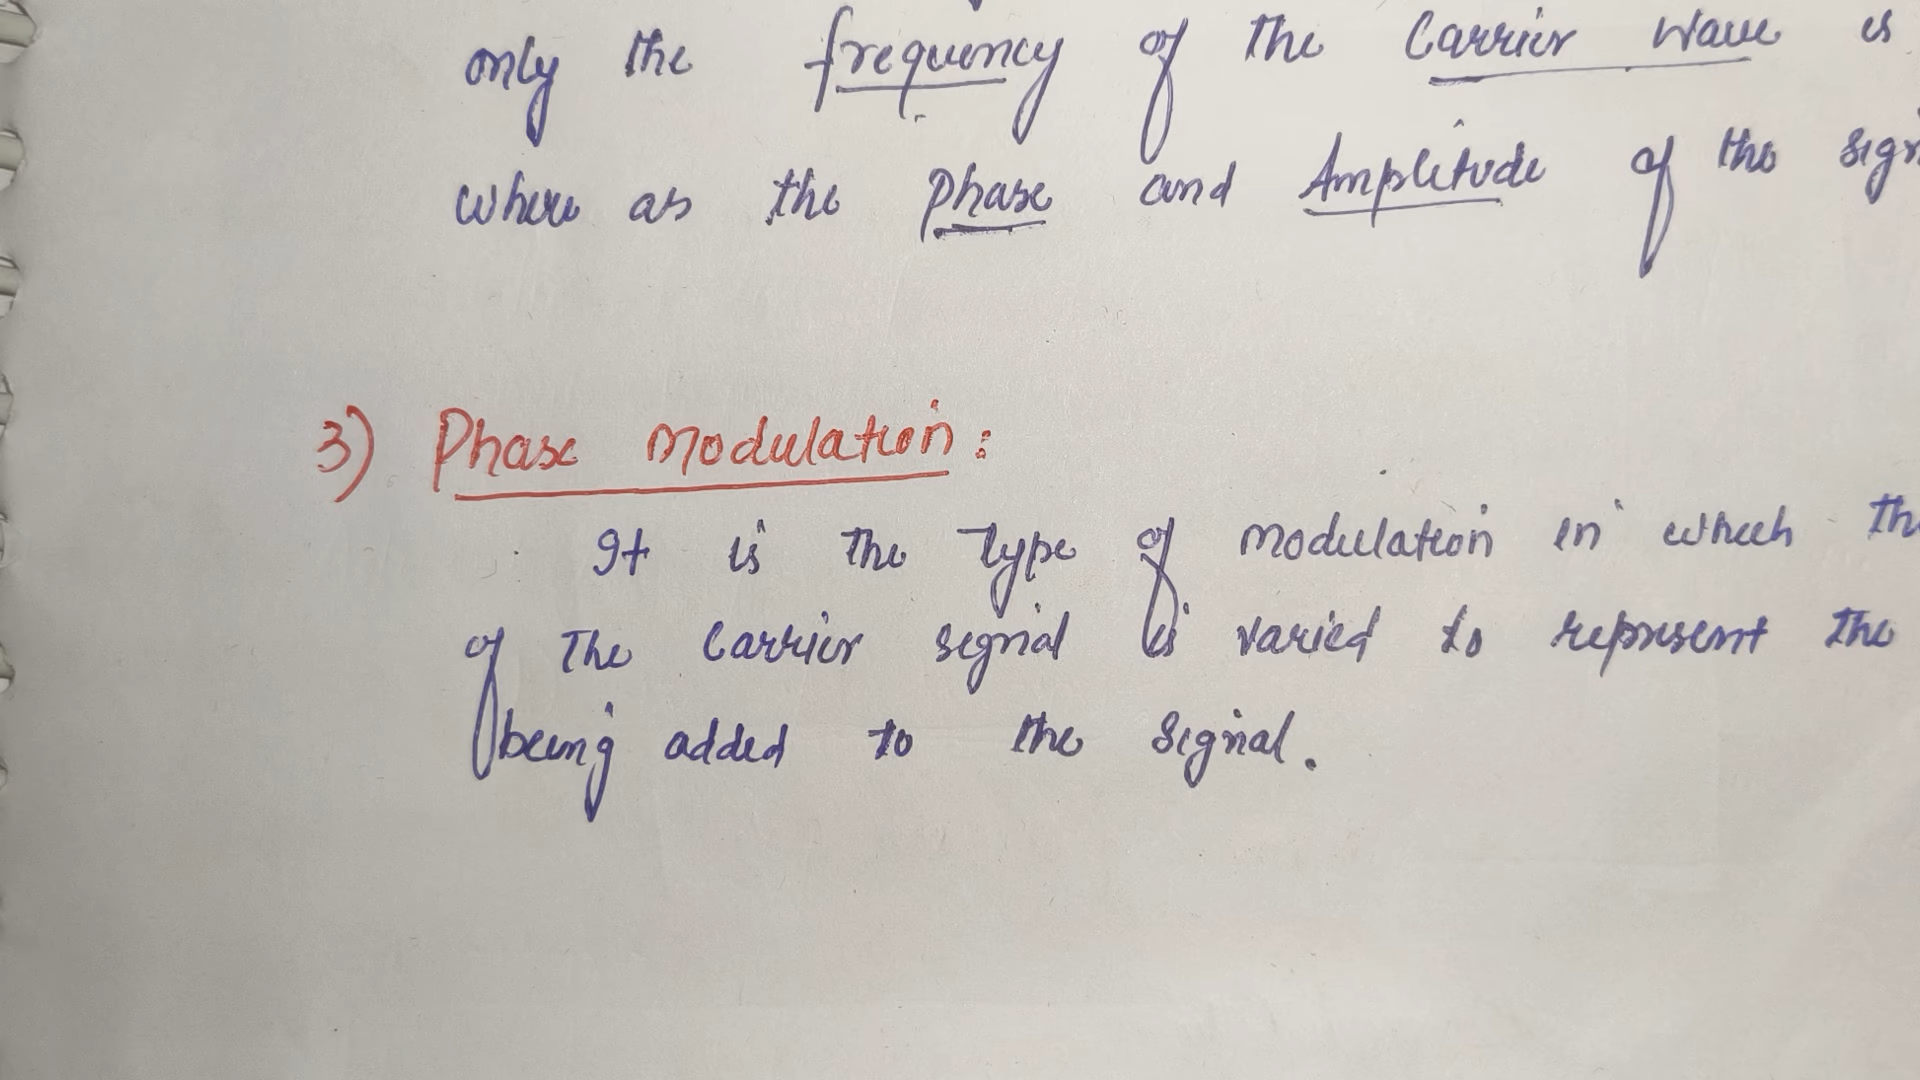 only the frequency of the Carrier Wave is
where as the Phase and Amplitude of the
3) Phase Modulation:
It is the type of modulation in which
of the Carrier signal is varied to represent the
being added to the signal.